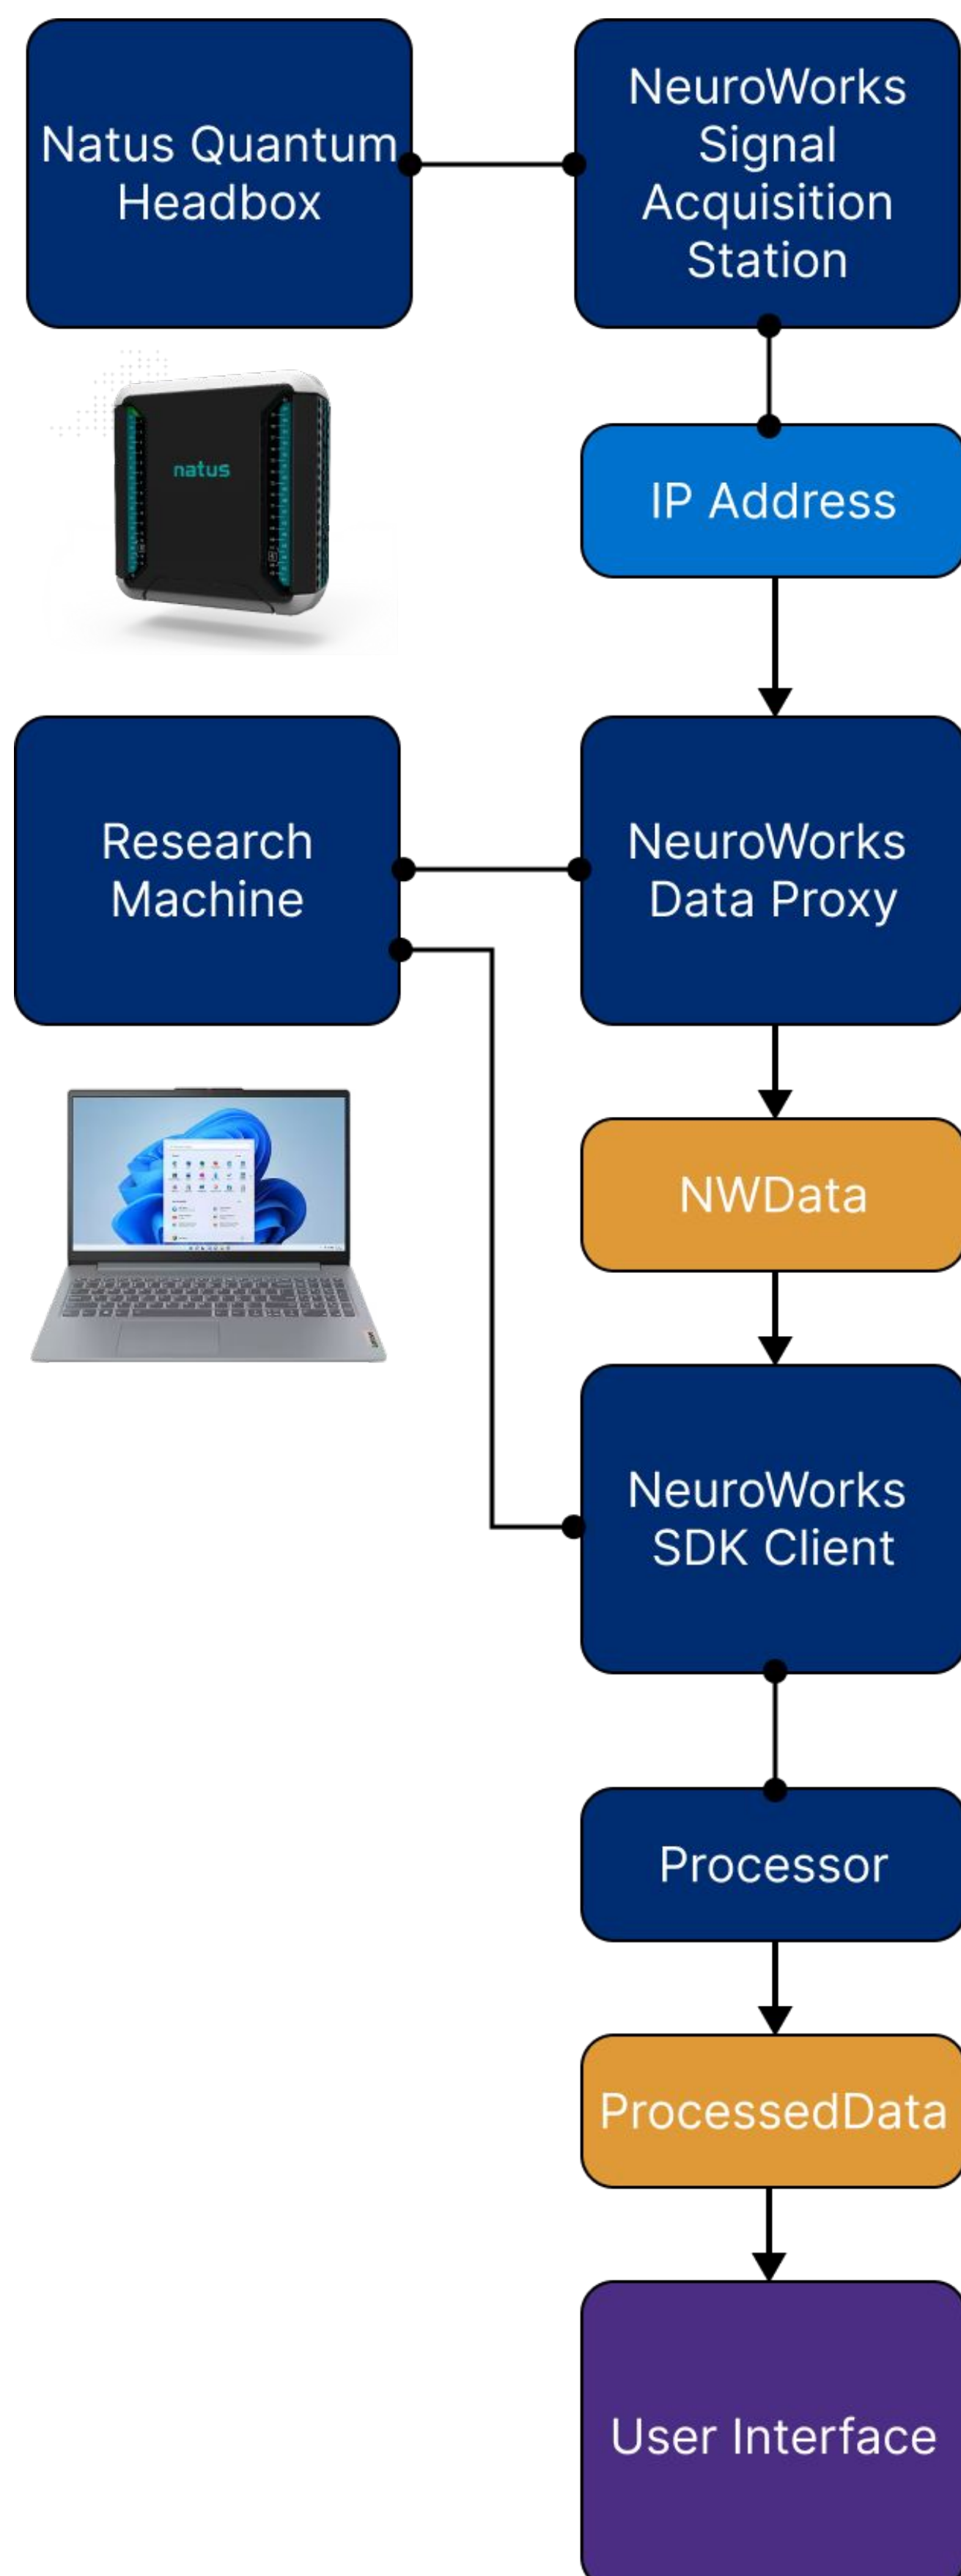 Natus Quantum
Headbox
NeuroWorks
Signal
Acquisition
Station
natus
IP Address
Research
Machine
NeuroWorks
Data Proxy
NWData
NeuroWorks
SDK Client
Processor
ProcessedData
User Interface